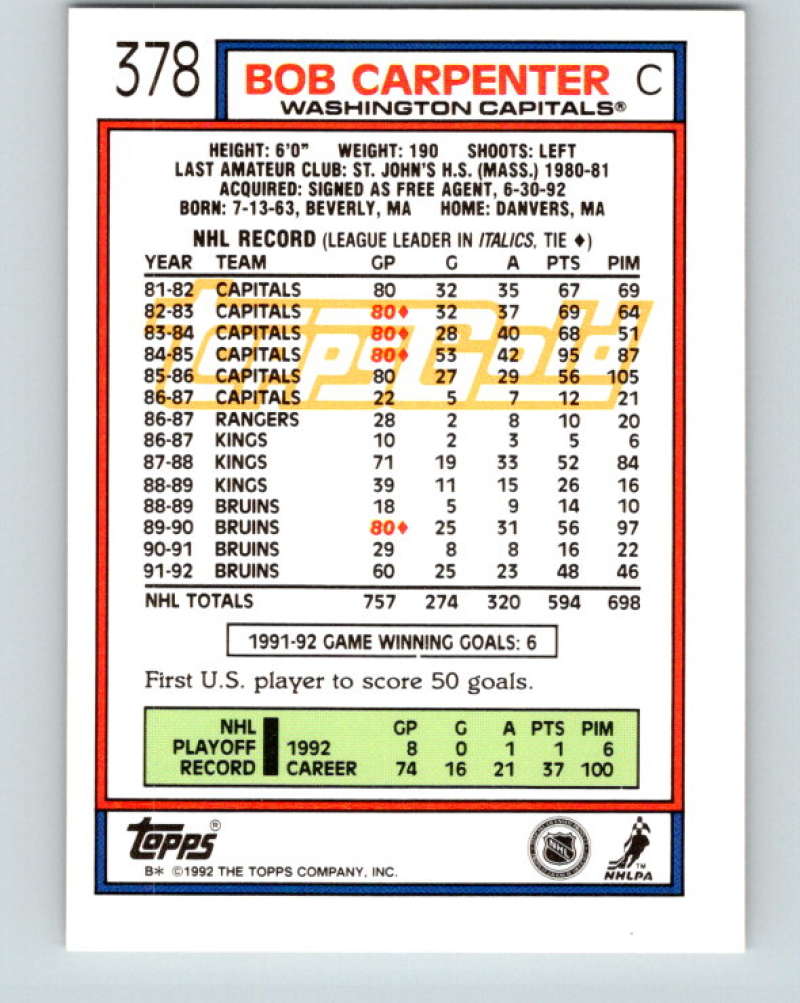 378
BOB CARPENTER C
WASHINGTON CAPITALS®
HEIGHT: 6'0" WEIGHT: 190 SHOOTS: LEFT
LAST AMATEUR CLUB: ST. JOHN'S H.S. (MASS.) 1980-81
ACQUIRED: SIGNED AS FREE AGENT, 6-30-92
BORN: 7-13-63, BEVERLY, MA HOME: DANVERS, MA
NHL RECORD (LEAGUE LEADER IN ITALICS, TIE ♦)
YEAR TEAM GP G A PTS PIM
81-82 CAPITALS 80 32 35 67 69
82-83 CAPITALS 80♦ 32 37 69 64
83-84 CAPITALS 80♦ 28 40 68 51
84-85 CAPITALS 80♦ 53 42 95 87
85-86 CAPITALS 80 27 29 56 105
86-87 CAPITALS 22 5 7 12 21
86-87 RANGERS 28 2 8 10 20
86-87 KINGS 10 2 3 5 6
87-88 KINGS 71 19 33 52 84
88-89 KINGS 39 11 15 26 16
88-89 BRUINS 18 5 9 14 10
89-90 BRUINS 80♦ 25 31 56 97
90-91 BRUINS 29 8 8 16 22
91-92 BRUINS 60 25 23 48 46
NHL TOTALS 757 274 320 594 698
ToppsGold
1991-92 GAME WINNING GOALS: 6
First U.S. player to score 50 goals.
NHL GP G A PTS PIM
PLAYOFF 1992 8 0 1 1 6
RECORD CAREER 74 16 21 37 100
TOPPS®
B* ©1992 THE TOPPS COMPANY, INC.
NHL
NHLPA™